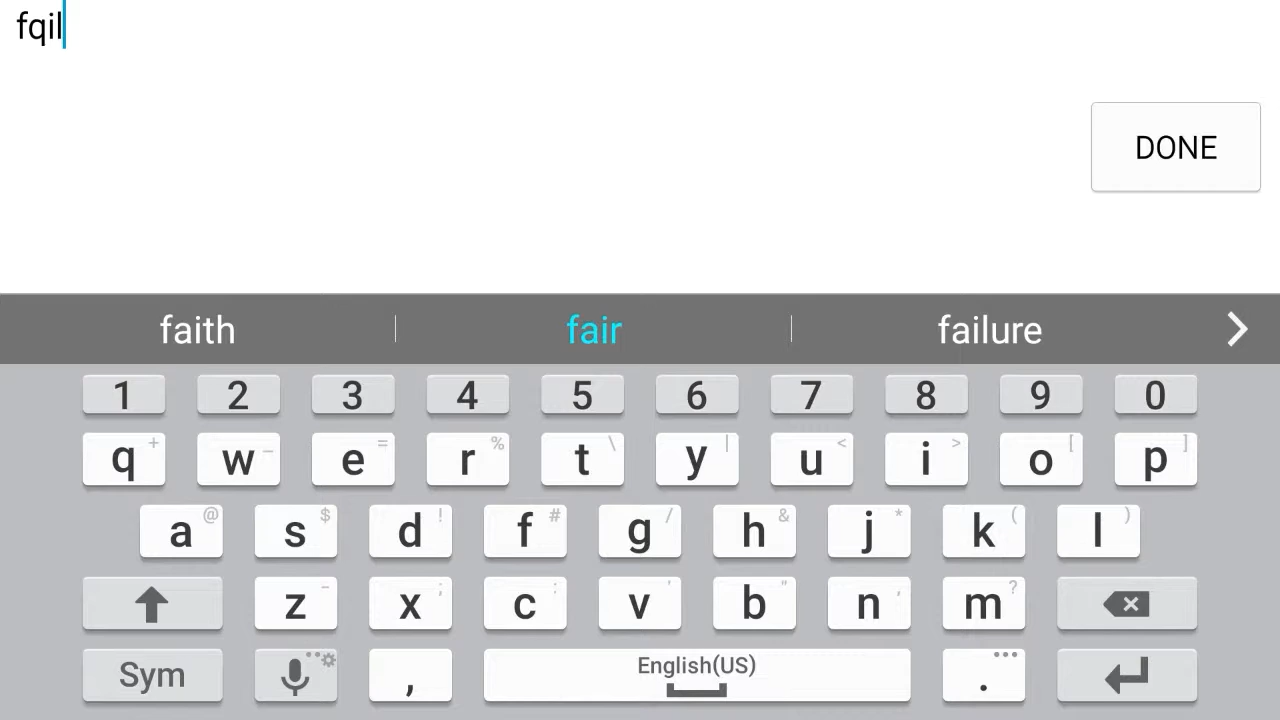 fqil
DONE
faith fair failure
1 2 3 4 5 6 7 8 9 0
q + w _ e = r % t \ y | u < i > o [ p ]
a @ s $ d ! f # g / h & j * k ( l )
z - x ; c : v ' b " n , m ?
Sym , English(US) .